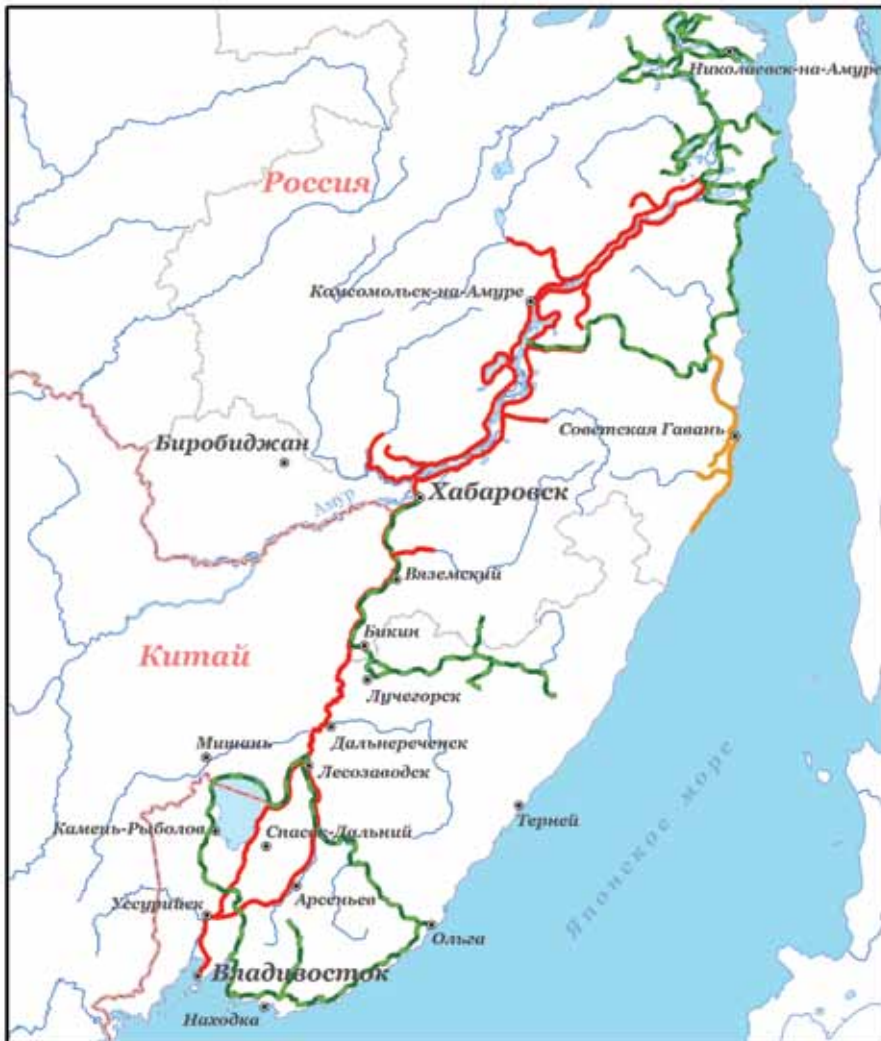 Николаевск-на-Амуре
Россия
Комсомольск-на-Амуре
Советская Гавань
Биробиджан
Хабаровск
Амур
Вяземский
Бикин
Китай
Лучегорск
Дальнереченск
Мишань
Лесозаводск
Терней
Камень-Рыболов
Спасск-Дальний
Японское море
Арсеньев
Уссурийск
Ольга
Владивосток
Находка